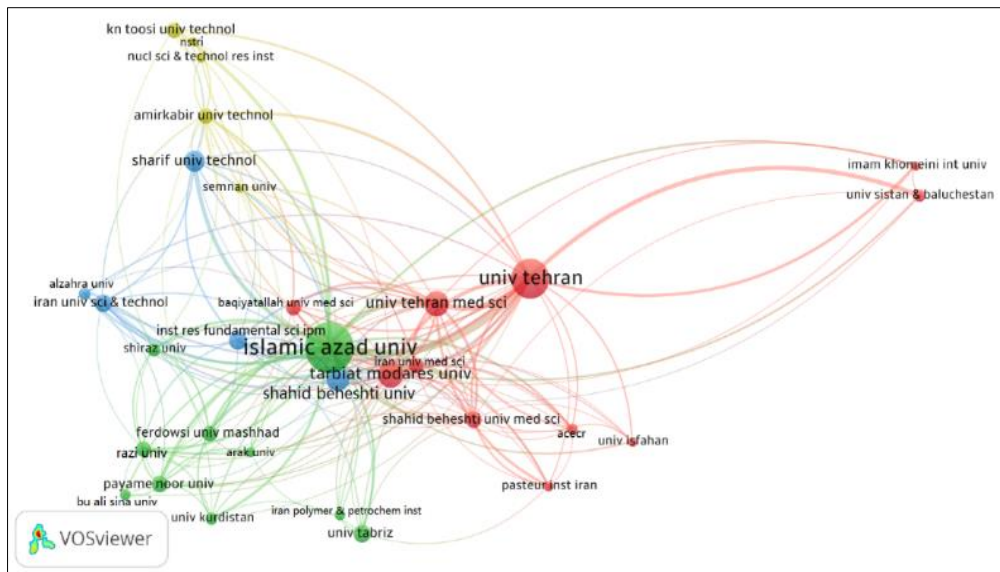 kn toosi univ technol
nstri
nucl sci & technol res inst
amirkabir univ technol
sharif univ technol
imam khomeini int univ
semnan univ
univ sistan & baluchestan
univ tehran
alzahra univ
iran univ sci & technol
baqiyatallah univ med sci
univ tehran med sci
inst res fundamental sci ipm
shiraz univ
islamic azad univ
iran univ med sci
tarbiat modares univ
shahid beheshti univ
shahid beheshti univ med sci
ferdowsi univ mashhad
acecr
univ isfahan
razi univ
arak univ
payame noor univ
pasteur inst iran
bu ali sina univ
iran polymer & petrochem inst
univ kurdistan
univ tabriz
VOSviewer